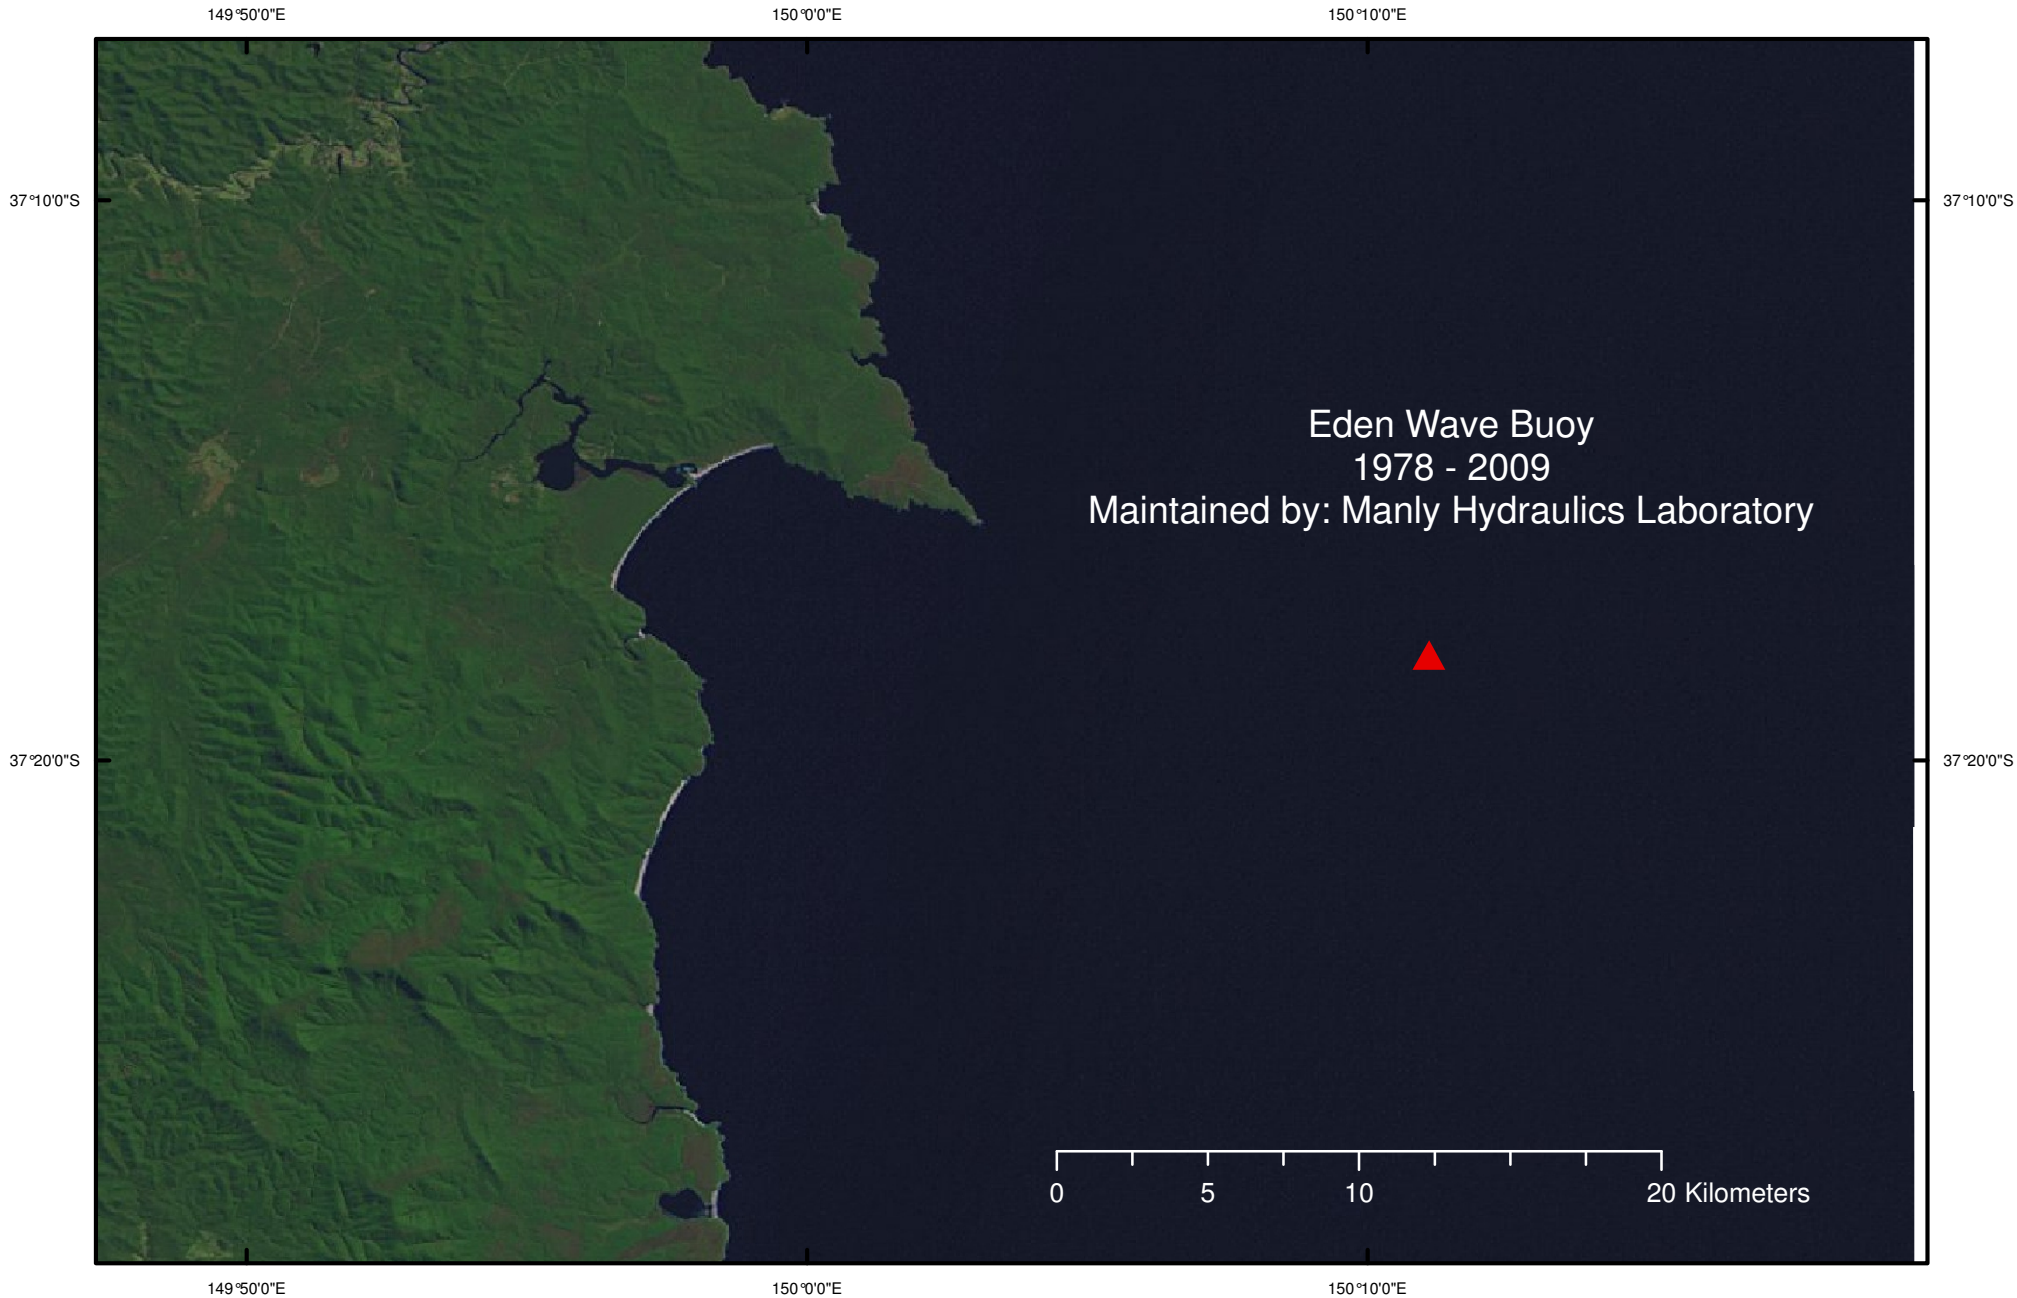 149°50'0"E 150°0'0"E 150°10'0"E
37°10'0"S 37°10'0"S
Eden Wave Buoy
1978 - 2009
Maintained by: Manly Hydraulics Laboratory
37°20'0"S 37°20'0"S
0 5 10 20 Kilometers
149°50'0"E 150°0'0"E 150°10'0"E